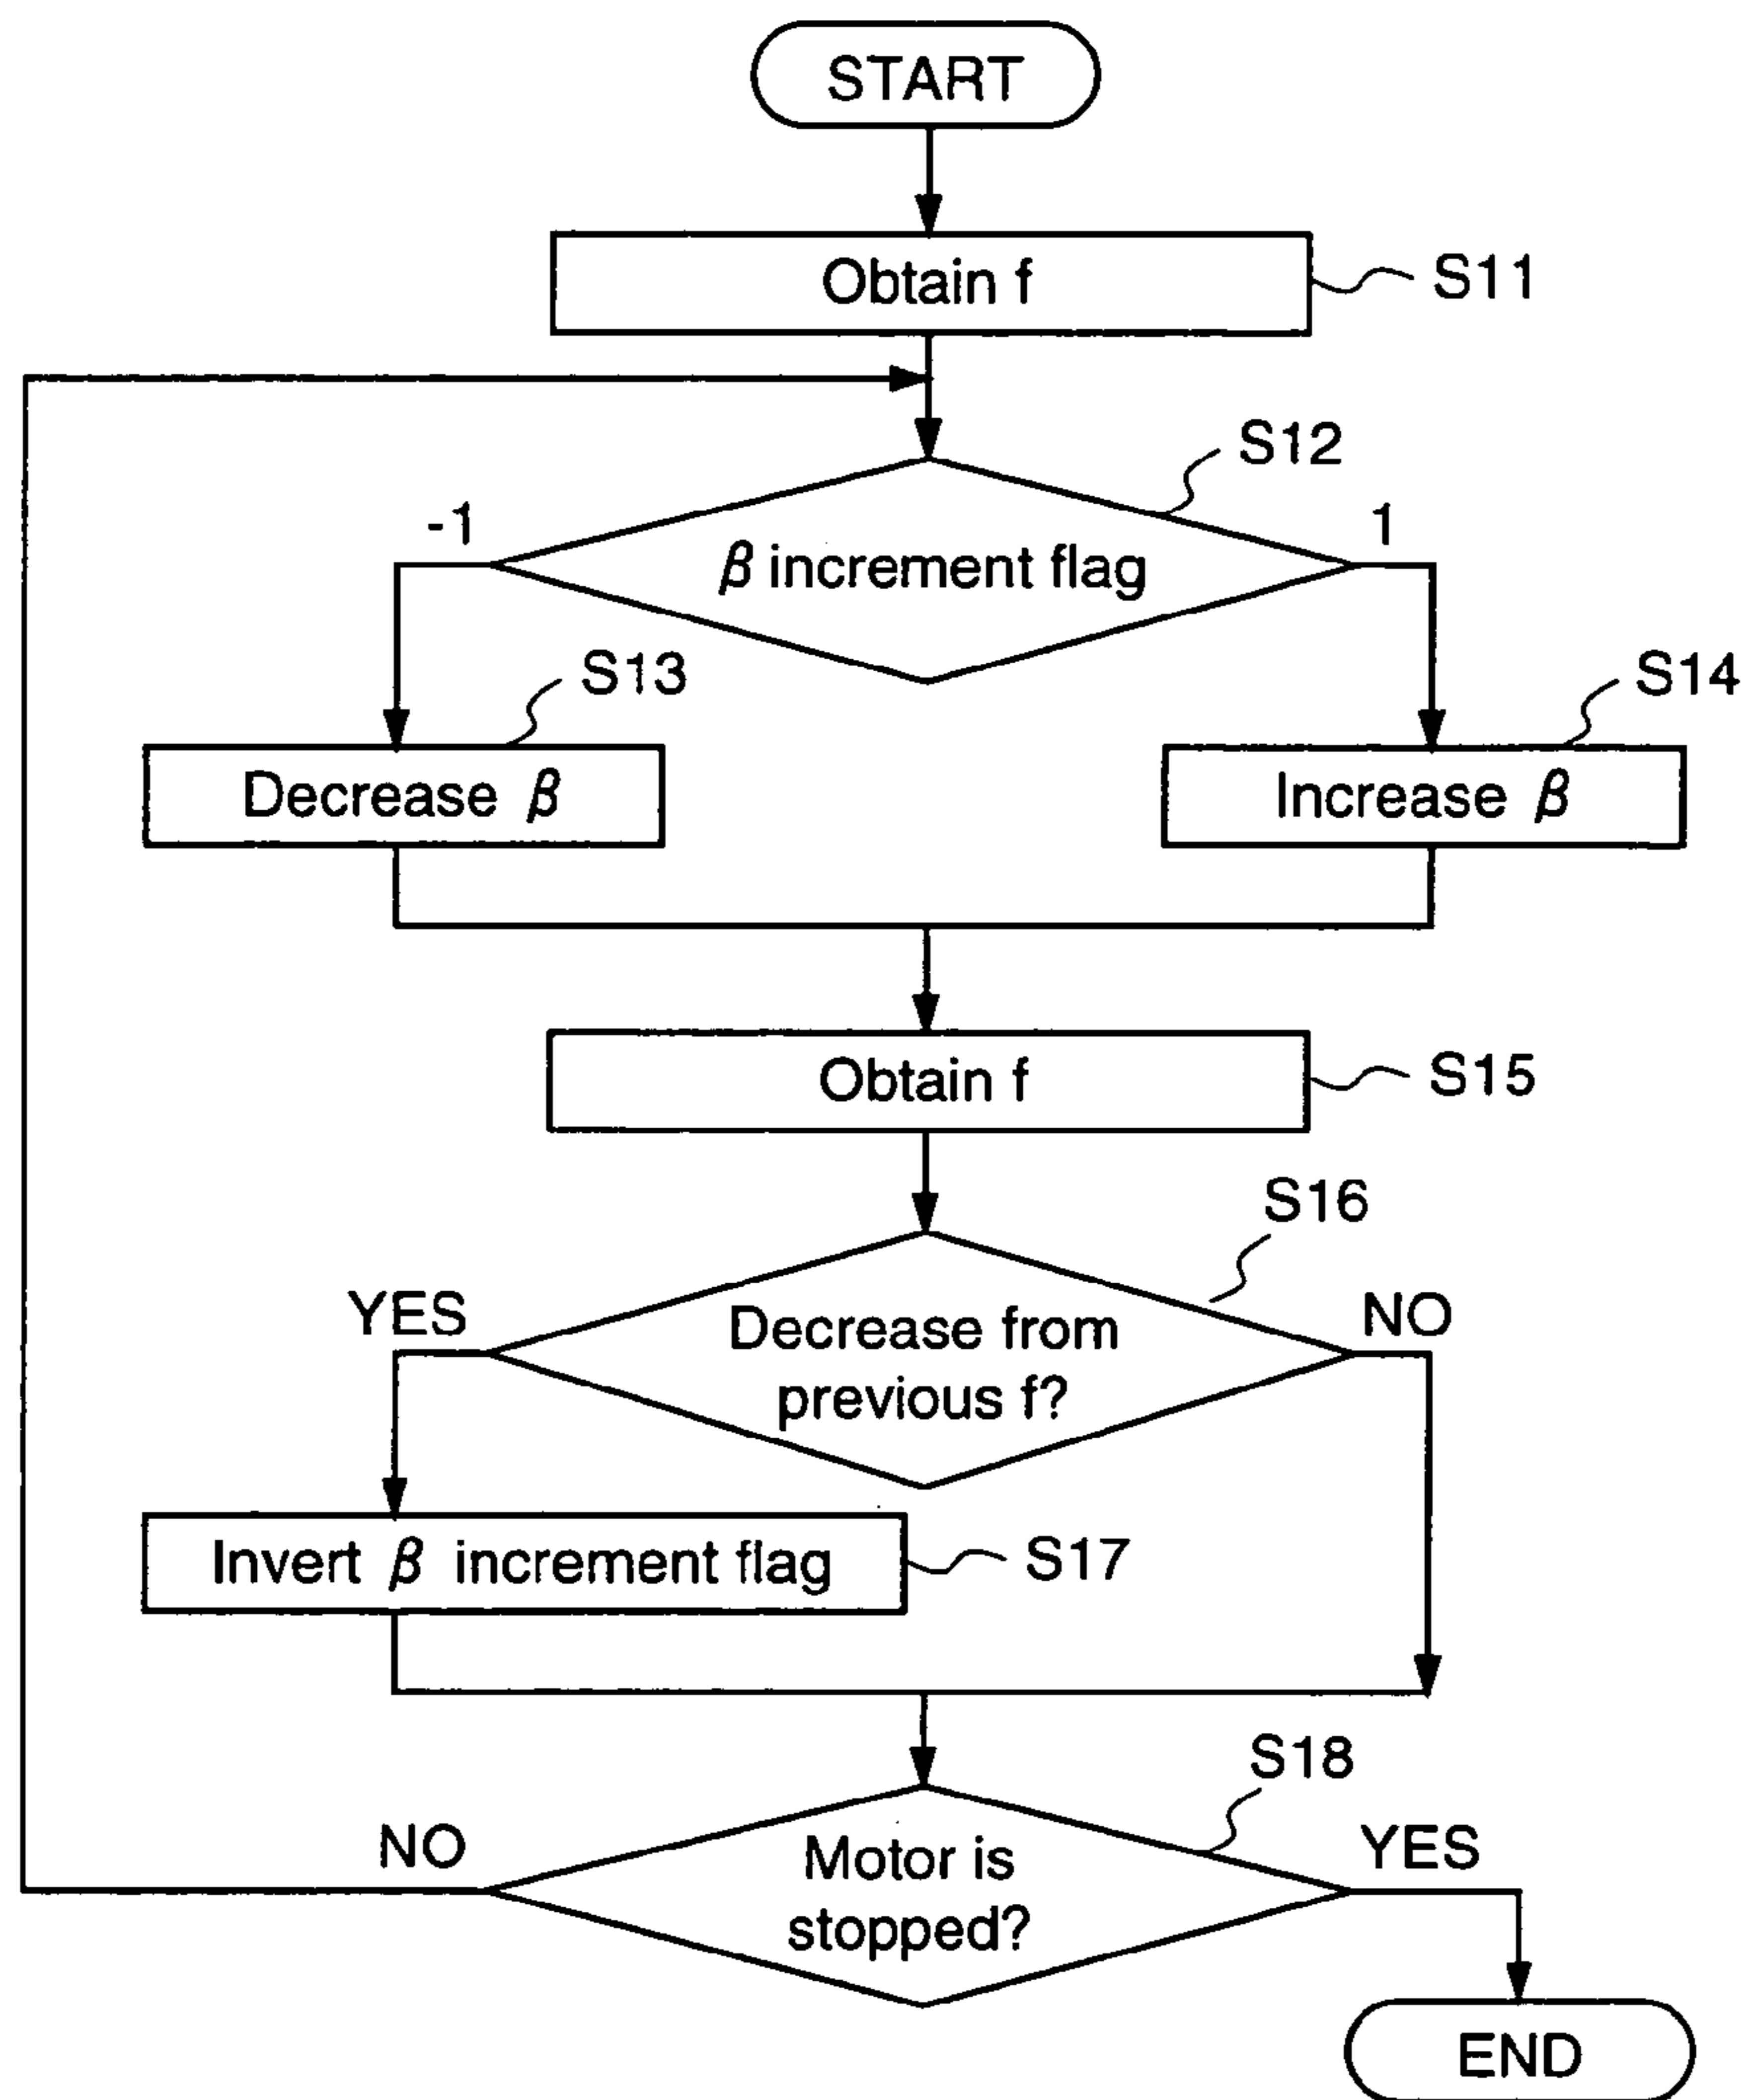 START
Obtain f
S11
S12
-1
1
β increment flag
S13
S14
Decrease β
Increase β
Obtain f
S15
S16
YES
NO
Decrease from
previous f?
Invert β increment flag
S17
S18
NO
YES
Motor is
stopped?
END